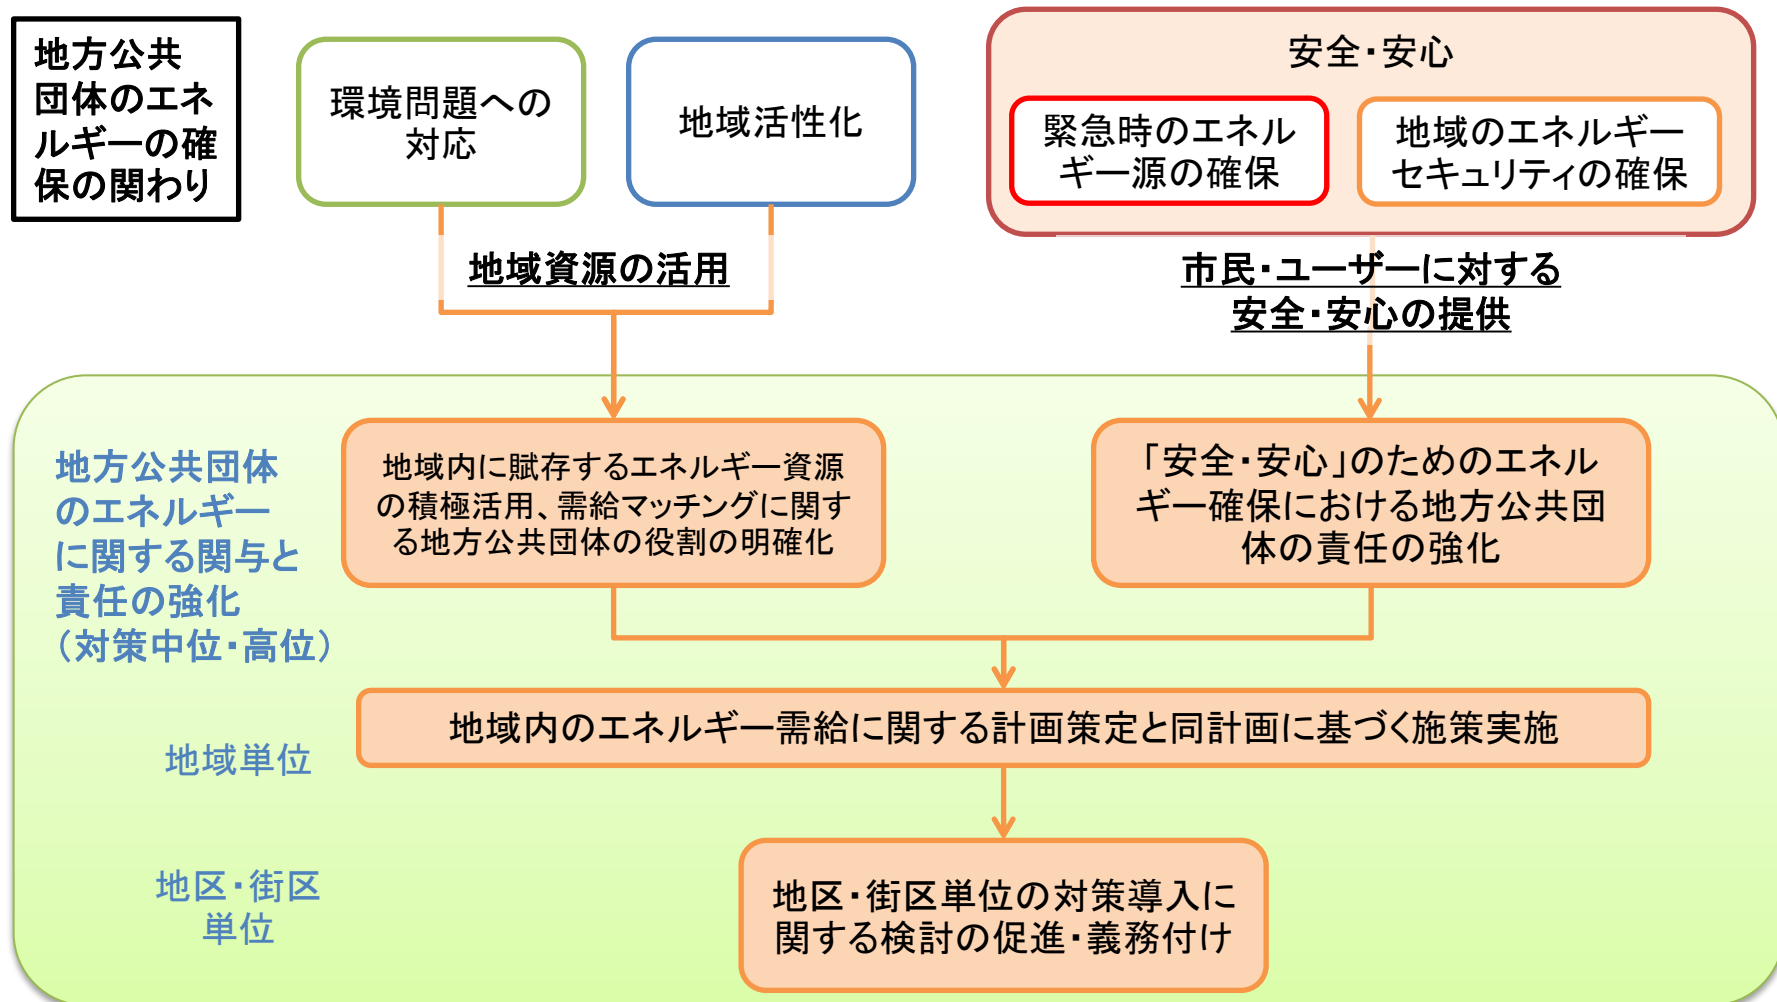 地方公共
団体のエネ
ルギーの確
保の関わり
環境問題への
対応
地域活性化
安全・安心
緊急時のエネル
ギー源の確保
地域のエネルギー
セキュリティの確保
地域資源の活用
市民・ユーザーに対する
安全・安心の提供
地方公共団体
のエネルギー
に関する関与と
責任の強化
（対策中位・高位）
地域内に賦存するエネルギー資源
の積極活用、需給マッチングに関す
る地方公共団体の役割の明確化
「安全・安心」のためのエネル
ギー確保における地方公共団
体の責任の強化
地域単位
地域内のエネルギー需給に関する計画策定と同計画に基づく施策実施
地区・街区
単位
地区・街区単位の対策導入に
関する検討の促進・義務付け